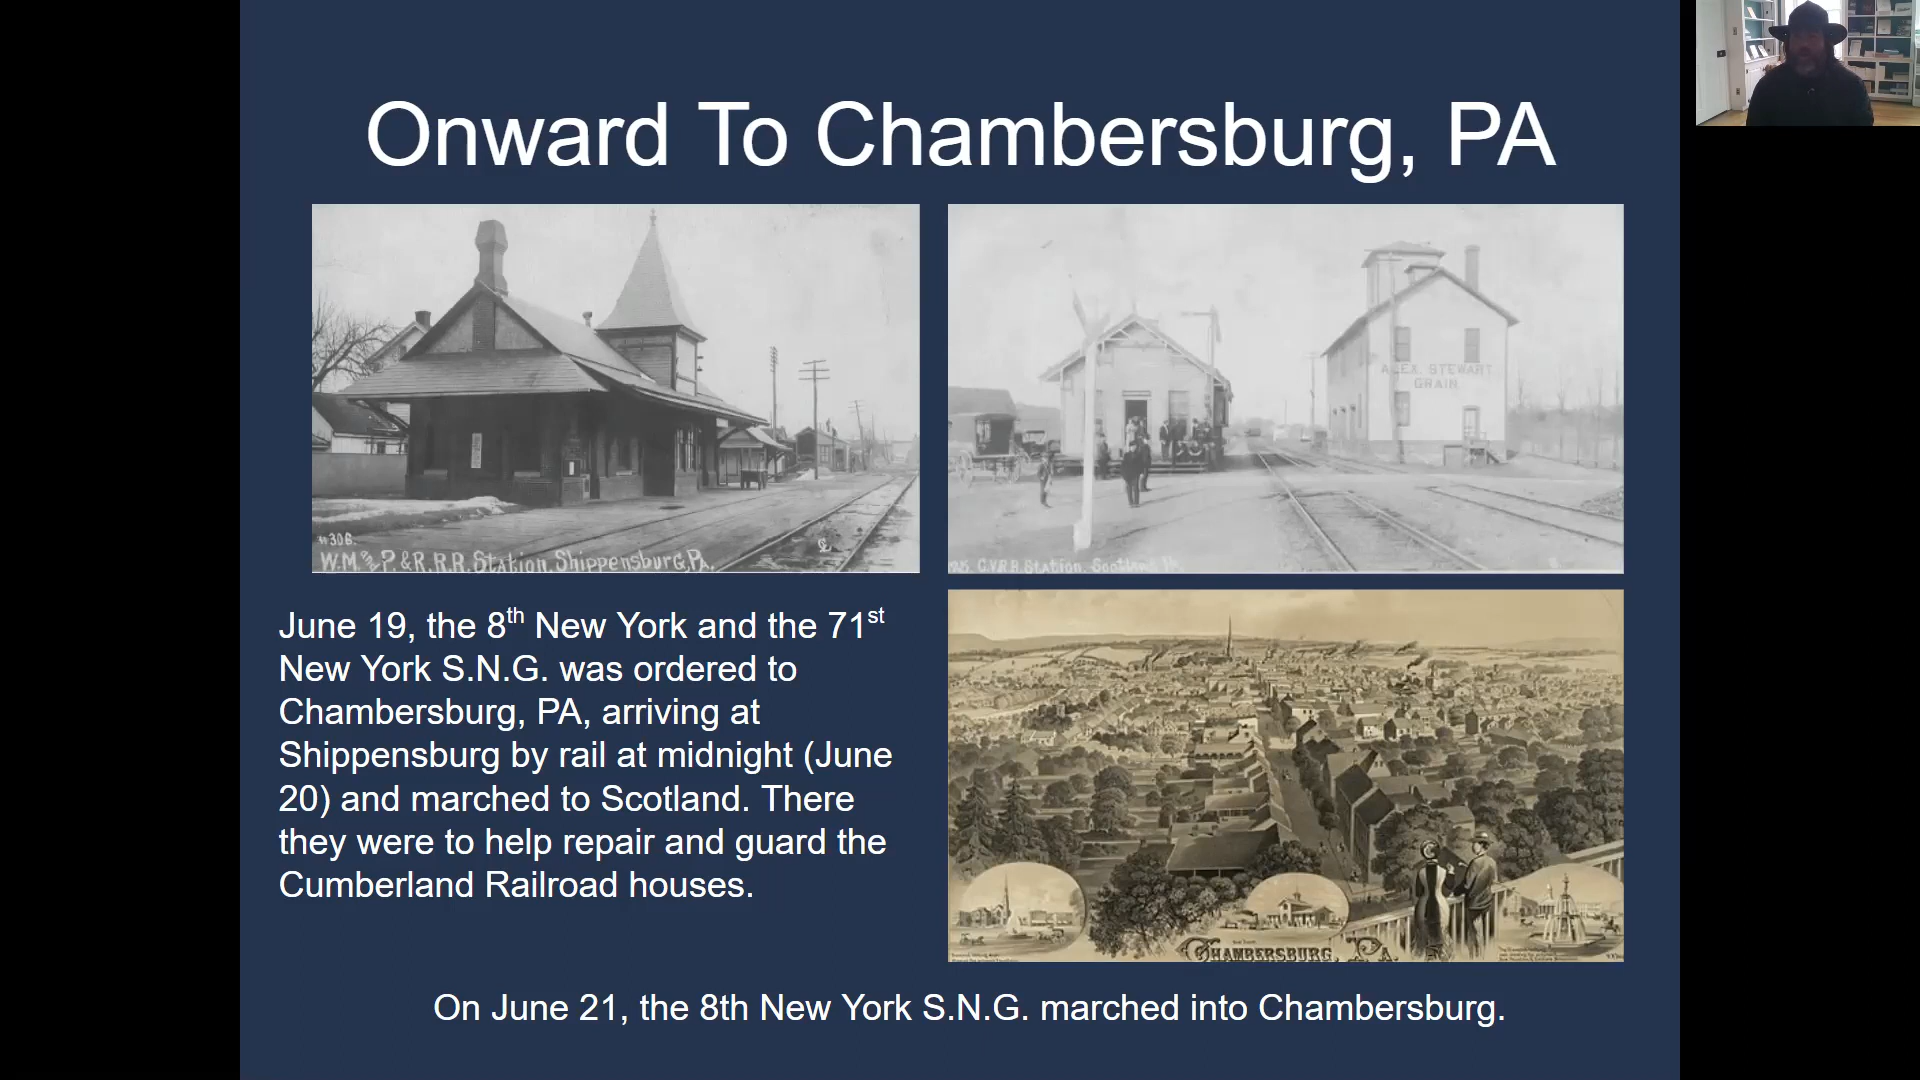 Onward To Chambersburg, PA
#306.
W.M. and P. & R.R.R. Station, Shippensburg, Pa.
ALEX. STEWART
GRAIN
C.V.R.R Station, Scotland Pa.
June 19, the 8th New York and the 71st
New York S.N.G. was ordered to
Chambersburg, PA, arriving at
Shippensburg by rail at midnight (June
20) and marched to Scotland. There
they were to help repair and guard the
Cumberland Railroad houses.
CHAMBERSBURG, PA.
On June 21, the 8th New York S.N.G. marched into Chambersburg.